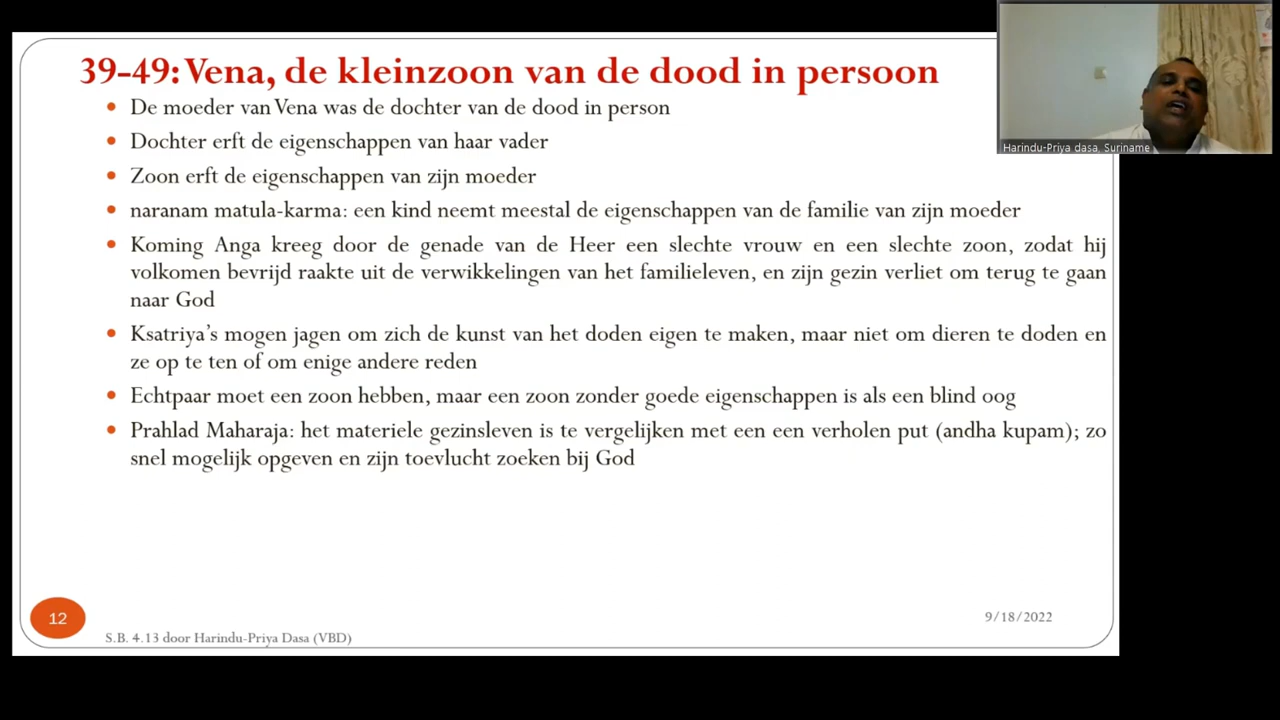 39-49: Vena, de kleinzoon van de dood in persoon
• De moeder van Vena was de dochter van de dood in person
• Dochter erft de eigenschappen van haar vader
• Zoon erft de eigenschappen van zijn moeder
• naranam matula-karma: een kind neemt meestal de eigenschappen van de familie van zijn moeder
• Koming Anga kreeg door de genade van de Heer een slechte vrouw en een slechte zoon, zodat hij
volkomen bevrijd raakte uit de verwikkelingen van het familieleven, en zijn gezin verliet om terug te gaan
naar God
• Ksatriya's mogen jagen om zich de kunst van het doden eigen te maken, maar niet om dieren te doden en
ze op te ten of om enige andere reden
• Echtpaar moet een zoon hebben, maar een zoon zonder goede eigenschappen is als een blind oog
• Prahlad Maharaja: het materiele gezinsleven is te vergelijken met een een verholen put (andha kupam); zo
snel mogelijk opgeven en zijn toevlucht zoeken bij God
12
S.B. 4.13 door Harindu-Priya Dasa (VBD)
9/18/2022
Harindu-Priya dasa, Suriname